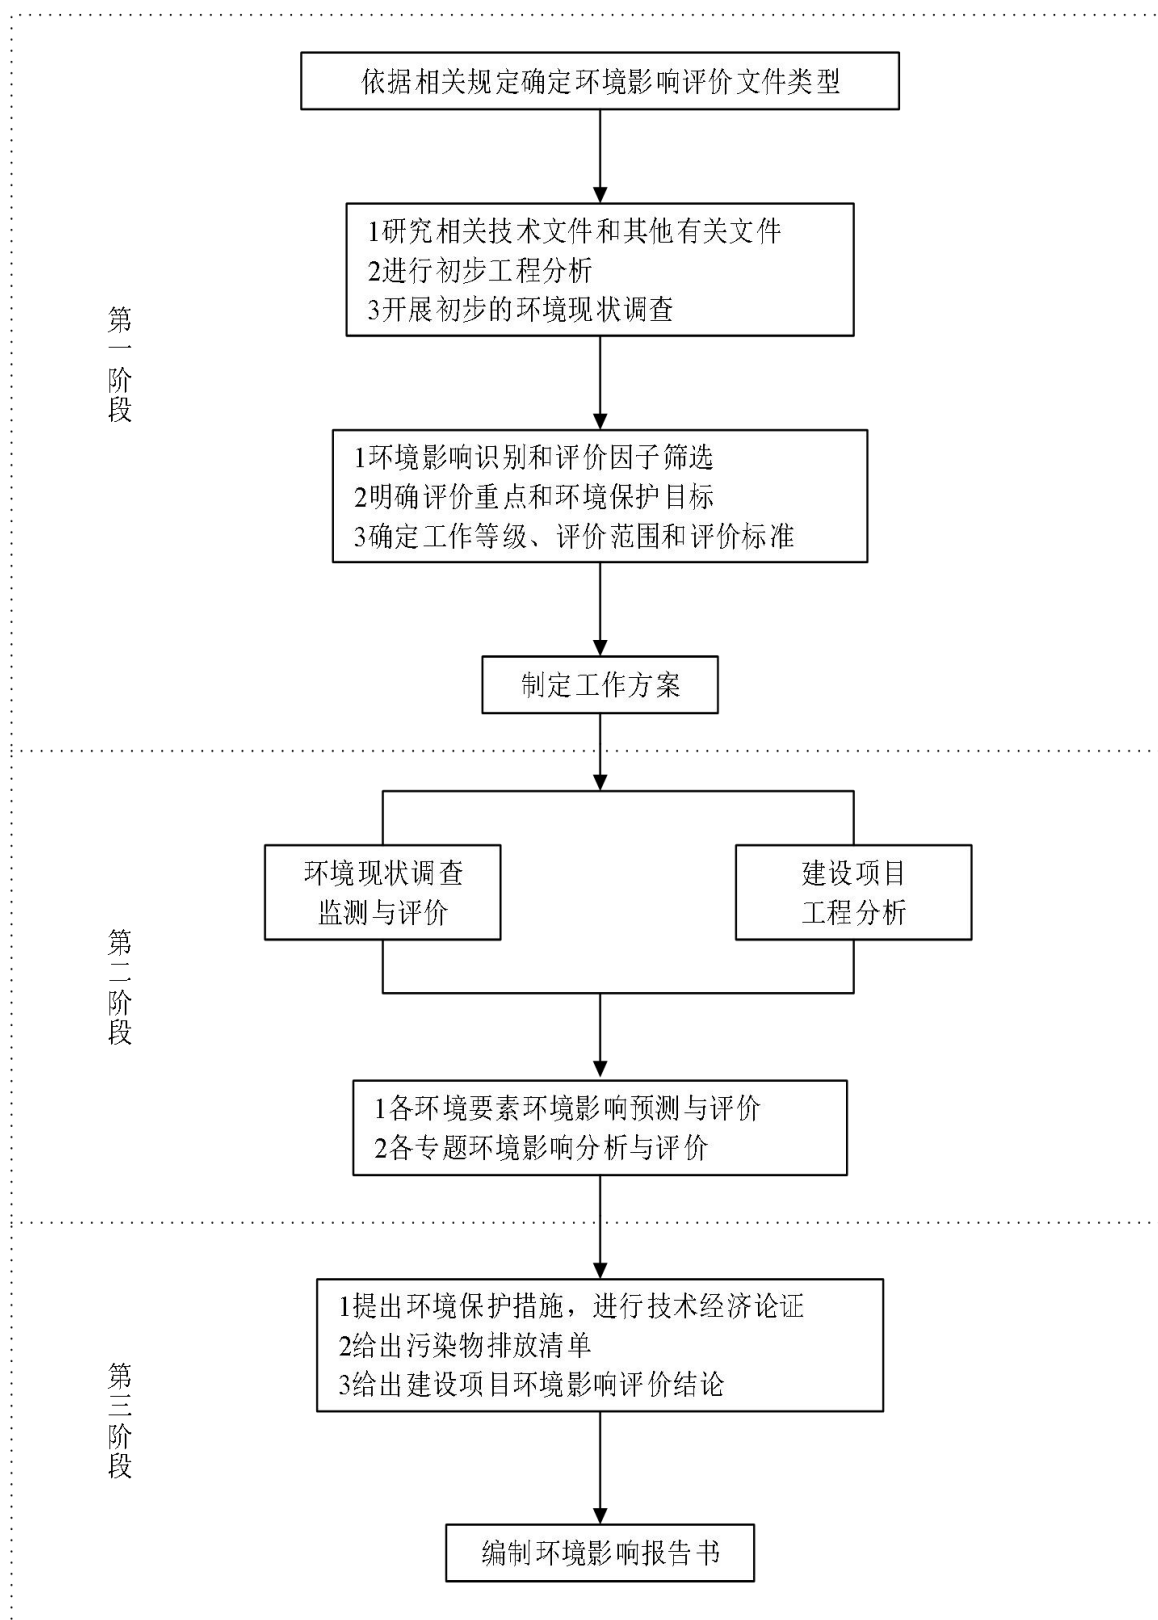 依据相关规定确定环境影响评价文件类型
1研究相关技术文件和其他有关文件
2进行初步工程分析
3开展初步的环境现状调查
第一阶段
1环境影响识别和评价因子筛选
2明确评价重点和环境保护目标
3确定工作等级、评价范围和评价标准
制定工作方案
环境现状调查
监测与评价
建设项目
工程分析
第二阶段
1各环境要素环境影响预测与评价
2各专题环境影响分析与评价
1提出环境保护措施，进行技术经济论证
2给出污染物排放清单
3给出建设项目环境影响评价结论
第三阶段
编制环境影响报告书